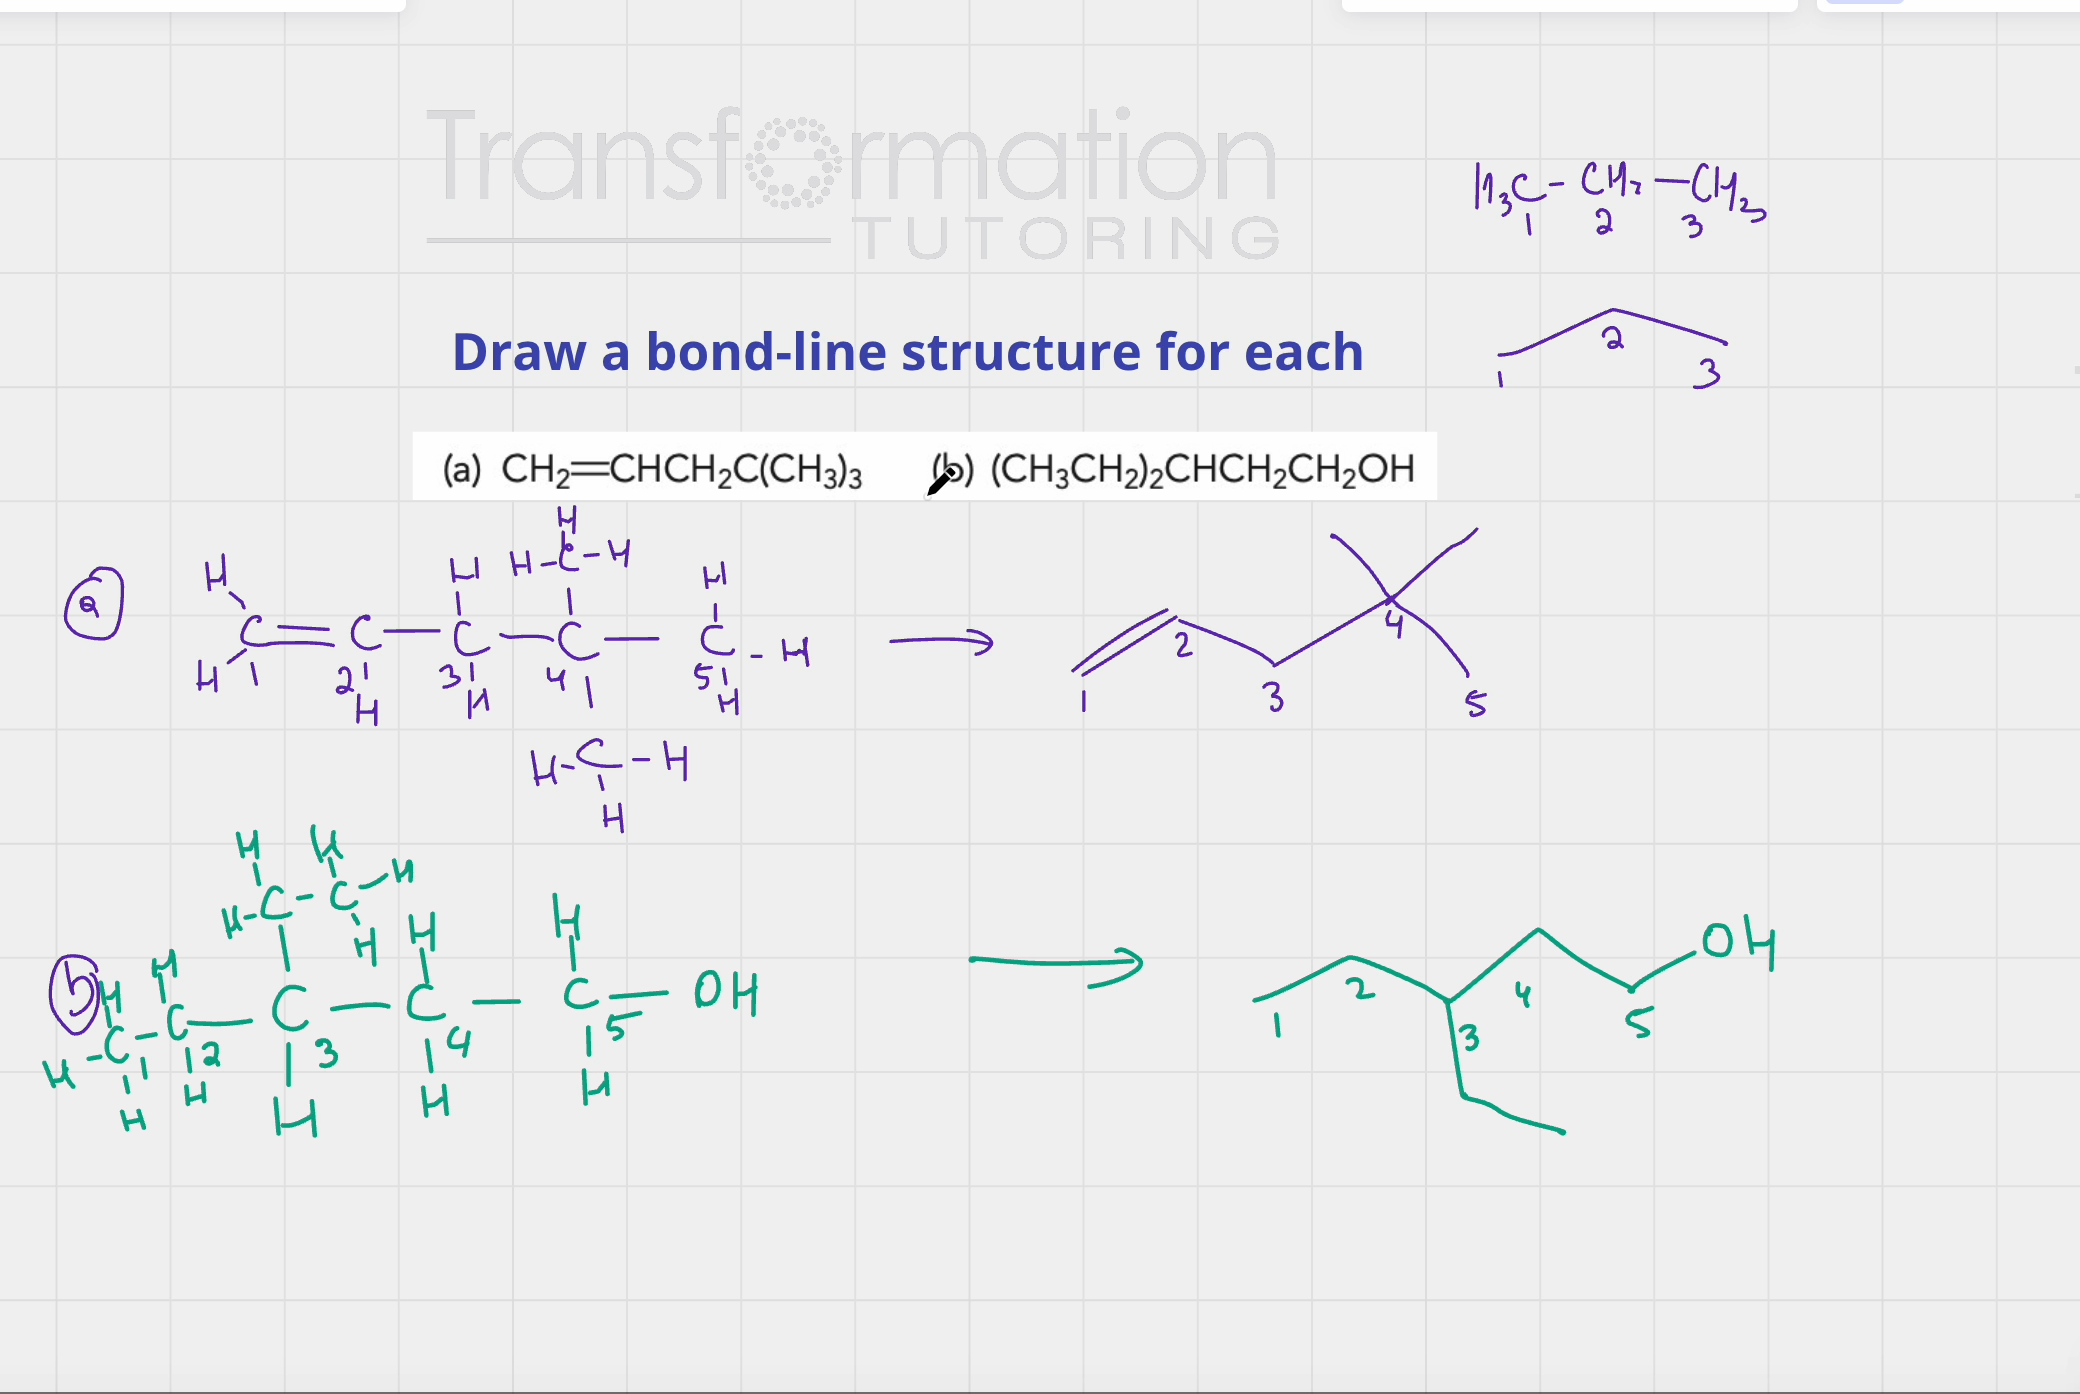 Transformation
TUTORING
H₃C - CH₂ - CH₃
1 2 3
Draw a bond-line structure for each
2
1 3
(a) CH₂=CHCH₂C(CH₃)₃ (b) (CH₃CH₂)₂CHCH₂CH₂OH
H
H-C-H
H H H
a
C=C-C-C-C-H
H 1 2 3 4 5
H H H
2 4
1 3 5
H-C-H
H
H H
H-C-C-H
H H H
b
H H
C-C-C-C-C-OH
H 1 2 3 4 5
H H H H H
OH
1 2 3 4 5